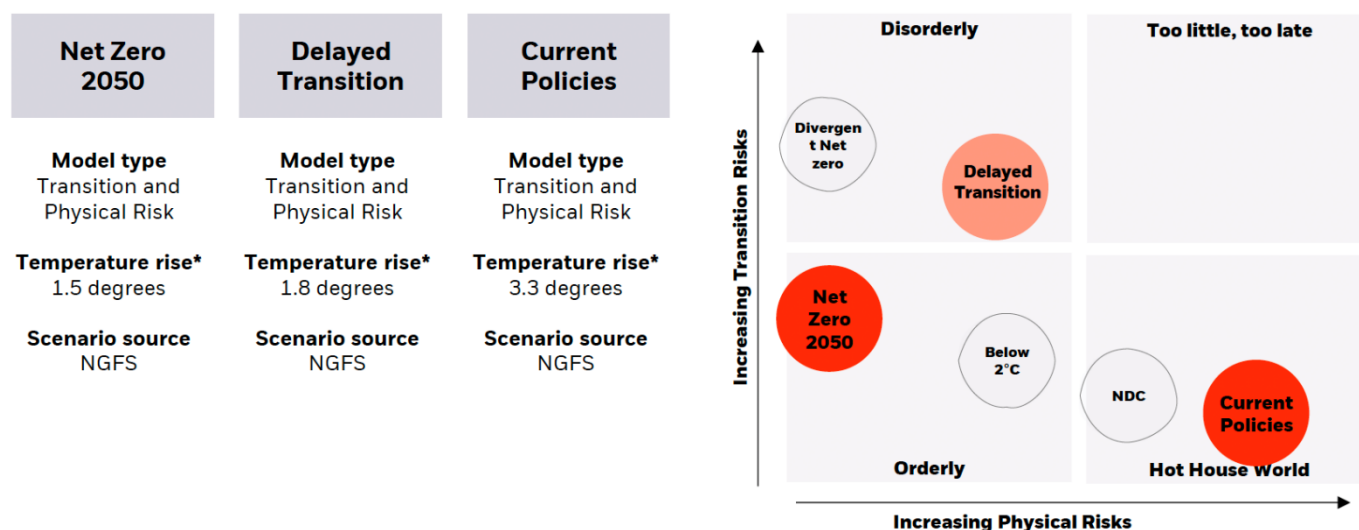 Net Zero
2050
Delayed
Transition
Current
Policies
Model type
Transition and
Physical Risk
Model type
Transition and
Physical Risk
Model type
Transition and
Physical Risk
Temperature rise*
1.5 degrees
Temperature rise*
1.8 degrees
Temperature rise*
3.3 degrees
Scenario source
NGFS
Scenario source
NGFS
Scenario source
NGFS
Increasing Transition Risks
Disorderly
Too little, too late
Divergen
t Net
zero
Delayed
Transition
Net
Zero
2050
Below
2°C
NDC
Current
Policies
Orderly
Hot House World
Increasing Physical Risks